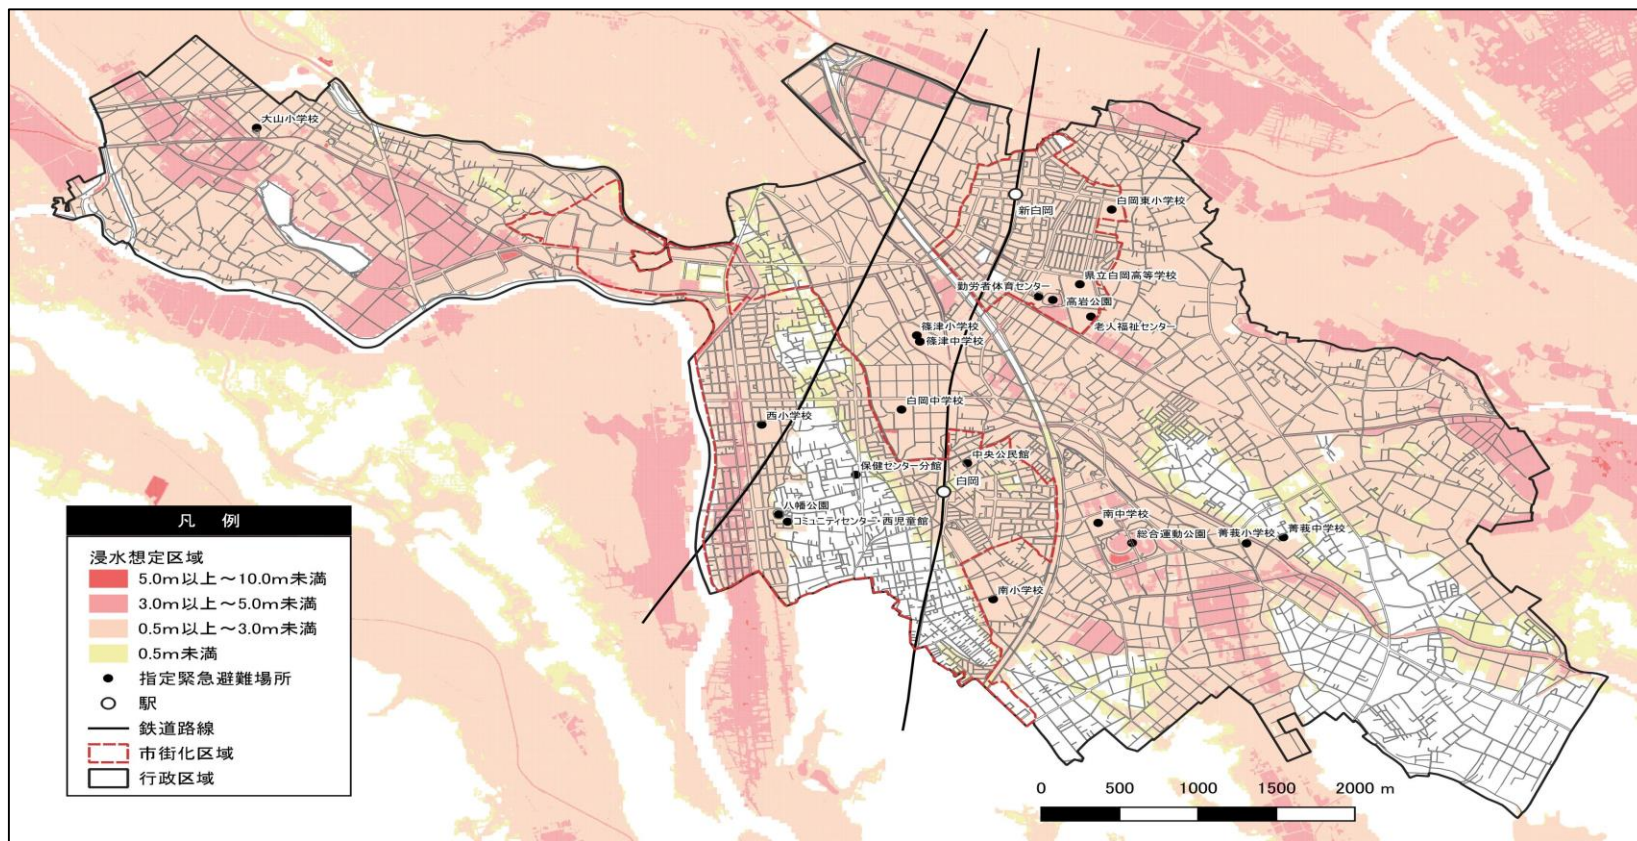 大山小学校
新白岡
白岡東小学校
県立白岡高等学校
勤労者体育センター
高岩公園
老人福祉センター
篠津小学校
篠津中学校
白岡中学校
西小学校
中央公民館
保健センター分館
白岡
八幡公園
コミュニティセンター・西児童館
南中学校
総合運動公園
菁莪小学校
菁莪中学校
南小学校
凡 例
浸水想定区域
5.0m以上～10.0m未満
3.0m以上～5.0m未満
0.5m以上～3.0m未満
0.5m未満
指定緊急避難場所
駅
鉄道路線
市街化区域
行政区域
0 500 1000 1500 2000 m